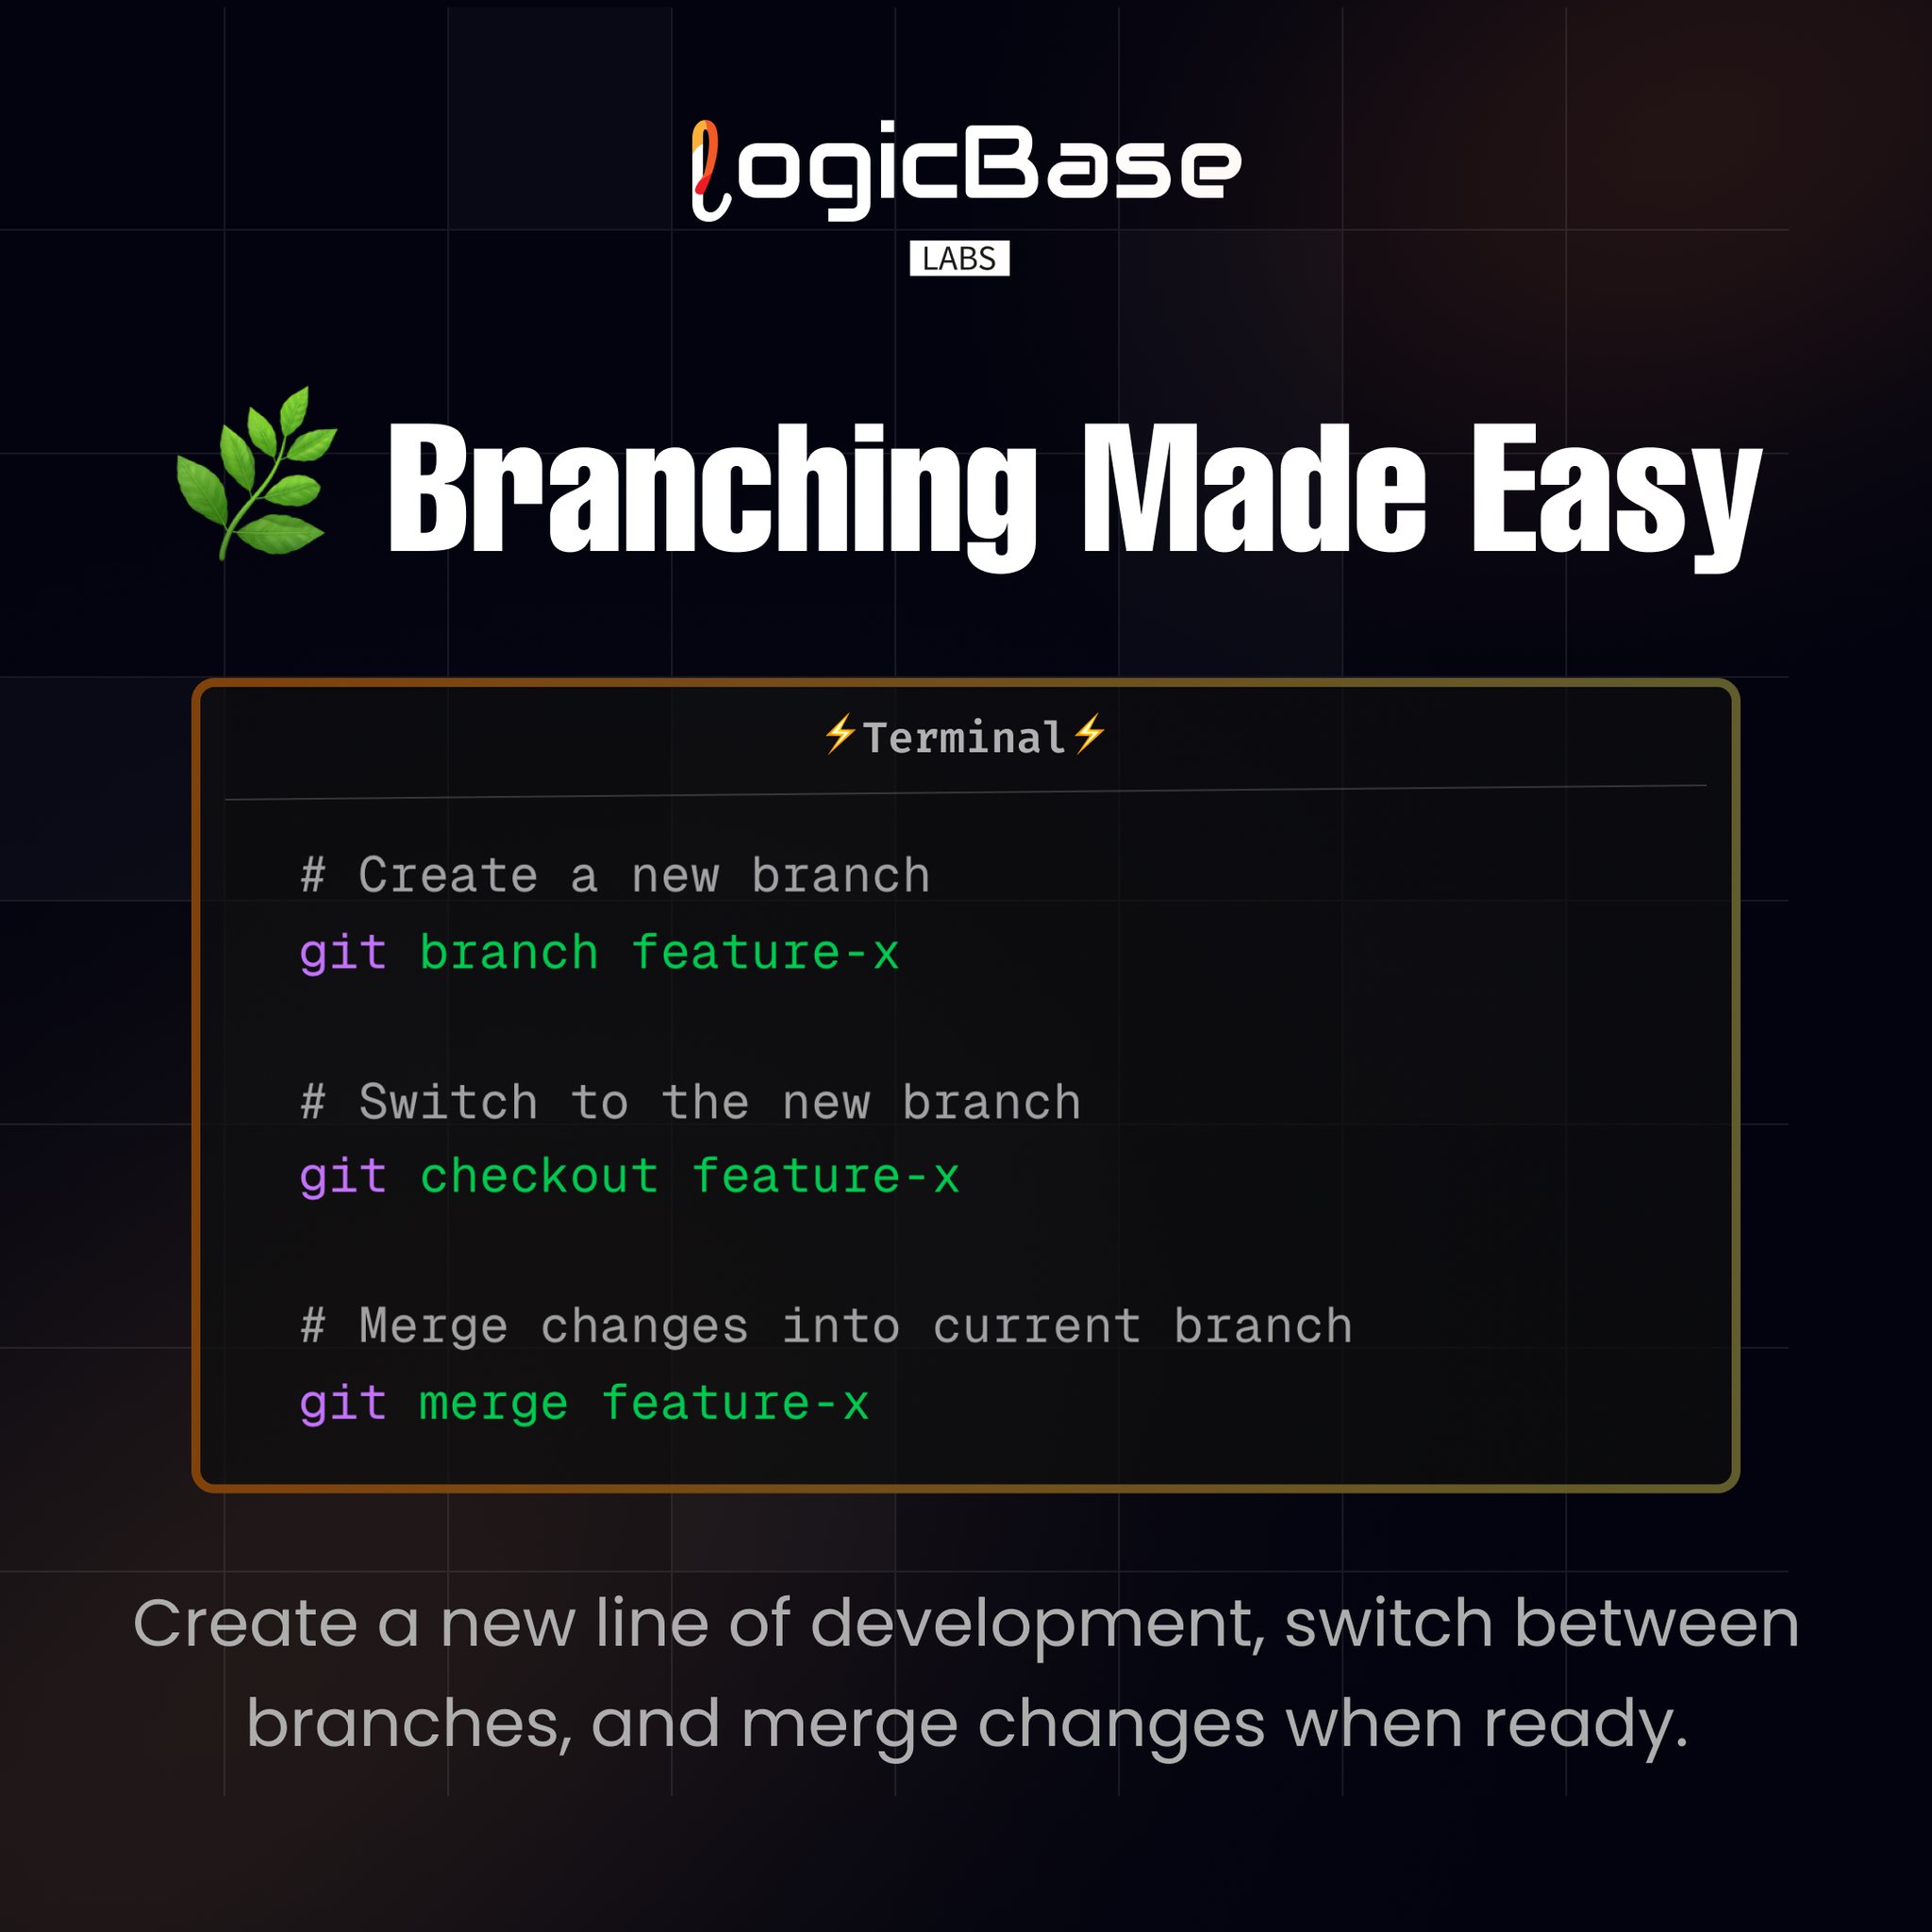 logicBase
LABS
🌿 Branching Made Easy
⚡Terminal⚡
# Create a new branch
git branch feature-x
# Switch to the new branch
git checkout feature-x
# Merge changes into current branch
git merge feature-x
Create a new line of development, switch between
branches, and merge changes when ready.